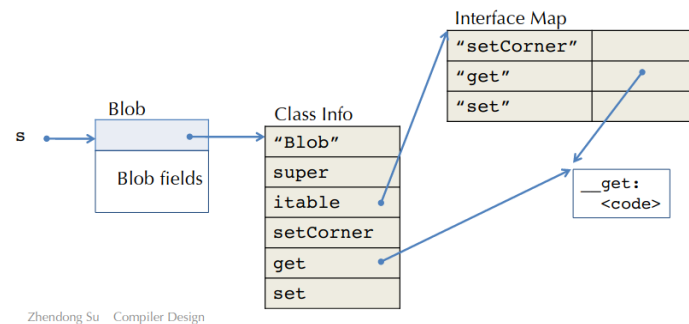 Interface Map
“setCorner”
“get”
“set”
Blob
s
Blob fields
Class Info
“Blob”
super
itable
setCorner
get
set
__get:
<code>
Zhendong Su Compiler Design